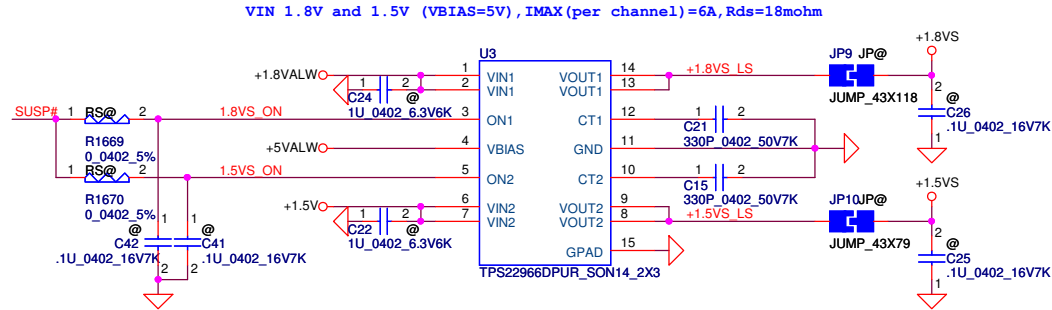 VIN 1.8V and 1.5V (VBIAS=5V),IMAX(per channel)=6A,Rds=18mohm
U3
+1.8VALW
1 2
C24 @
1U_0402_6.3V6K
1 VIN1
2 VIN1
3 ON1
4 VBIAS
5 ON2
6 VIN2
7 VIN2
VOUT1 14
VOUT1 13
CT1 12
GND 11
CT2 10
VOUT2 9
VOUT2 8
GPAD 15
TPS22966DPUR_SON14_2X3
SUSP#
1 RS@ 2
R1669
0_0402_5%
1.8VS_ON
+5VALW
1 RS@ 2
R1670
0_0402_5%
1.5VS_ON
+1.5V
1 2
C22 @
1U_0402_6.3V6K
@ @
1 1
C42 C41
.1U_0402_16V7K .1U_0402_16V7K
2 2
+1.8VS_LS
JP9 JP@
JUMP_43X118
+1.8VS
2 @
C26
.1U_0402_16V7K
1
1 2
C21
330P_0402_50V7K
1 2
C15
330P_0402_50V7K
+1.5VS_LS
JP10JP@
JUMP_43X79
+1.5VS
2 @
C25
.1U_0402_16V7K
1